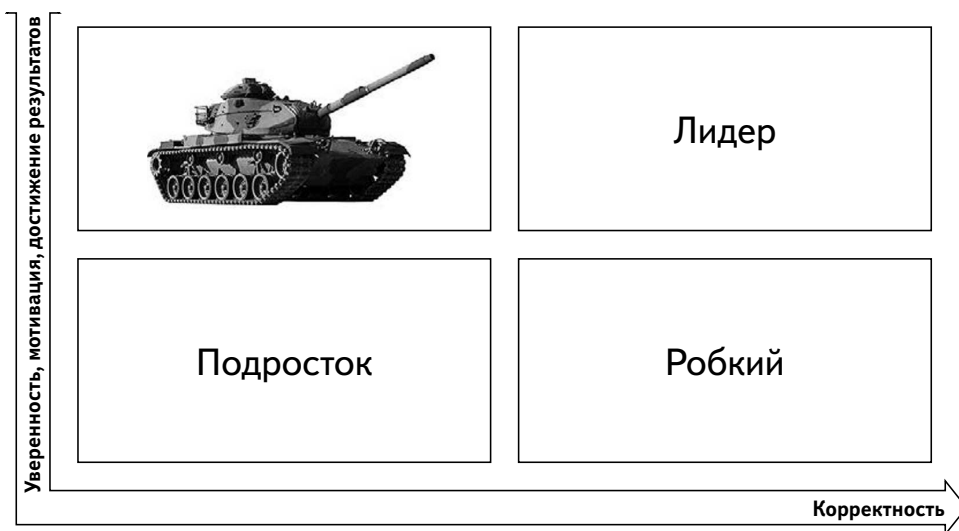 Уверенность, мотивация, достижение результатов
Лидер
Подросток
Робкий
Корректность